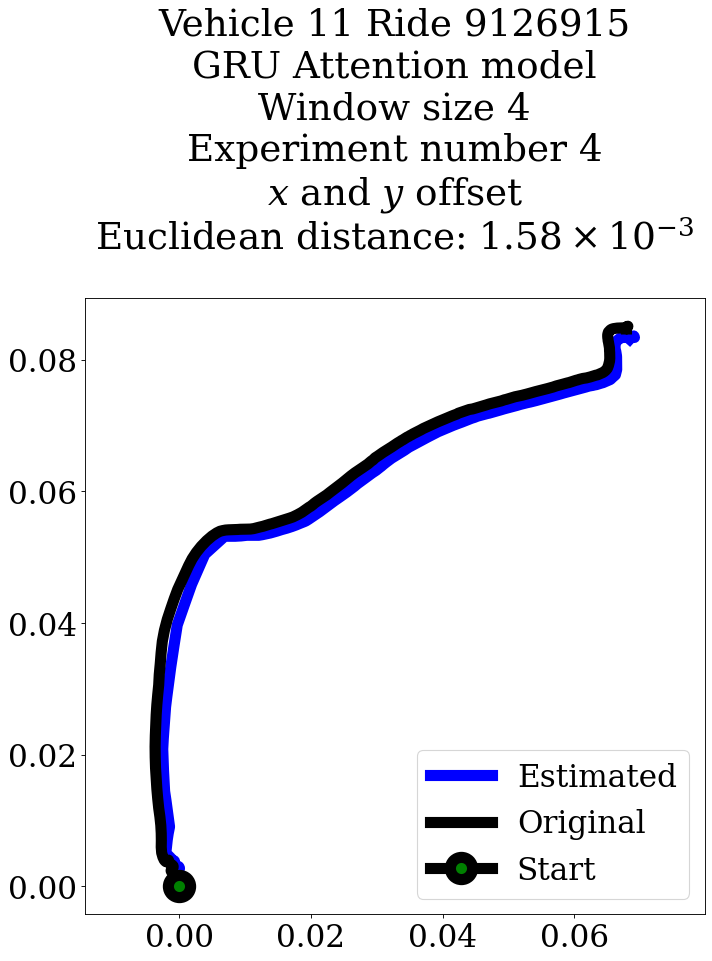 Vehicle 11 Ride 9126915
GRU Attention model
Window size 4
Experiment number 4
x and y offset
Euclidean distance: 1.58 × 10⁻³
0.08
0.06
0.04
0.02
0.00
Estimated
Original
Start
0.00 0.02 0.04 0.06